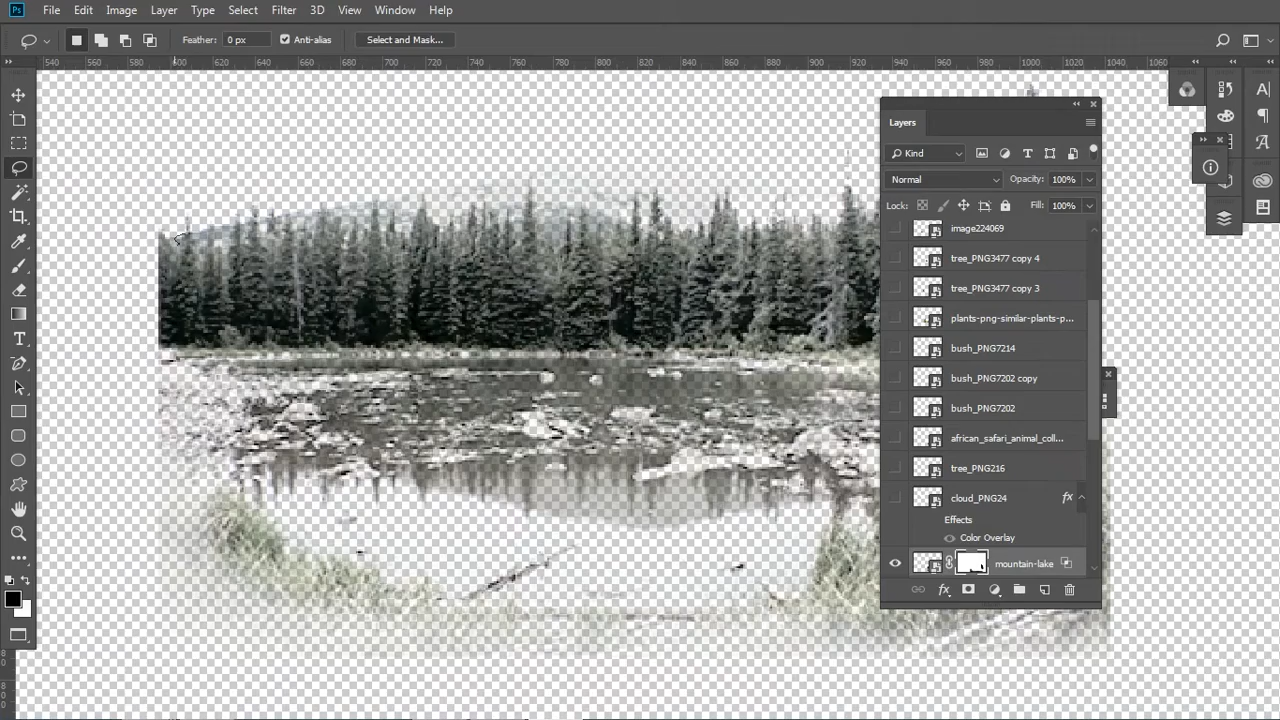 Ps File Edit Image Layer Type Select Filter 3D View Window Help
Feather: 0 px Anti-alias Select and Mask...
540 560 580 600 620 640 660 680 700 720 740 760 780 800 820 840 860 880 900 920 940 960 980 1000 1020 1040 1060
Layers
Kind
Normal Opacity: 100%
Lock: Fill: 100%
image224069
tree_PNG3477 copy 4
tree_PNG3477 copy 3
plants-png-similar-plants-p...
bush_PNG7214
bush_PNG7202 copy
bush_PNG7202
african_safari_animal_coll...
tree_PNG216
cloud_PNG24 fx
Effects
Color Overlay
mountain-lake
fx